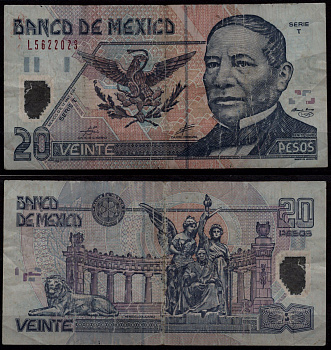 BANCO DE MEXICO
SERIE
T
L5622023
20
VEINTE
PESOS
BANCO
DE MEXICO
20
PESOS
VEINTE